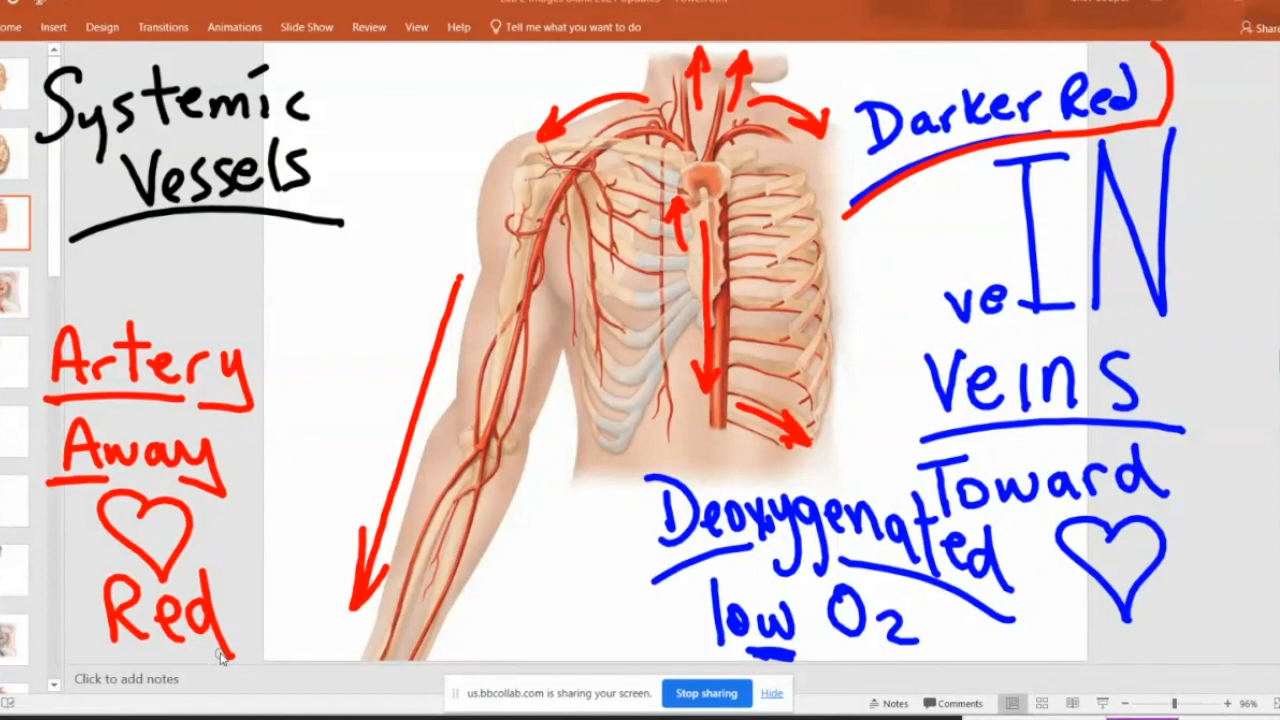 Insert Design Transitions Animations Slide Show Review View Help Tell me what you want to do
Systemic
Vessels
Artery
Away
Red
Darker Red
veIN
Veins
Toward
Deoxygenated
low O2
Click to add notes
us.bbcollab.com is sharing your screen. Stop sharing Hide
Notes Comments 96%